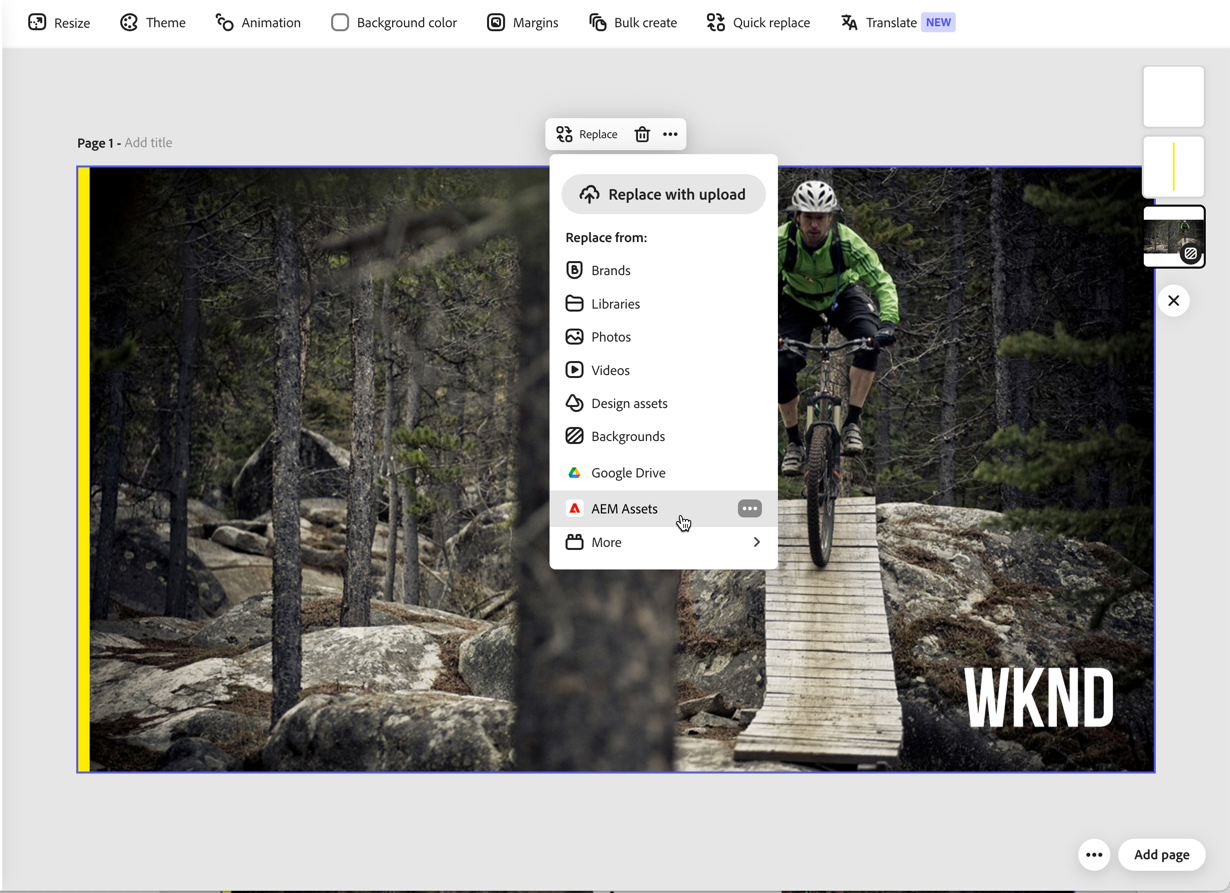 Resize Theme Animation Background color Margins Bulk create Quick replace Translate NEW
Page 1 - Add title
Replace
Replace with upload
Replace from:
Brands
Libraries
Photos
Videos
Design assets
Backgrounds
Google Drive
AEM Assets
More
WKND
Add page